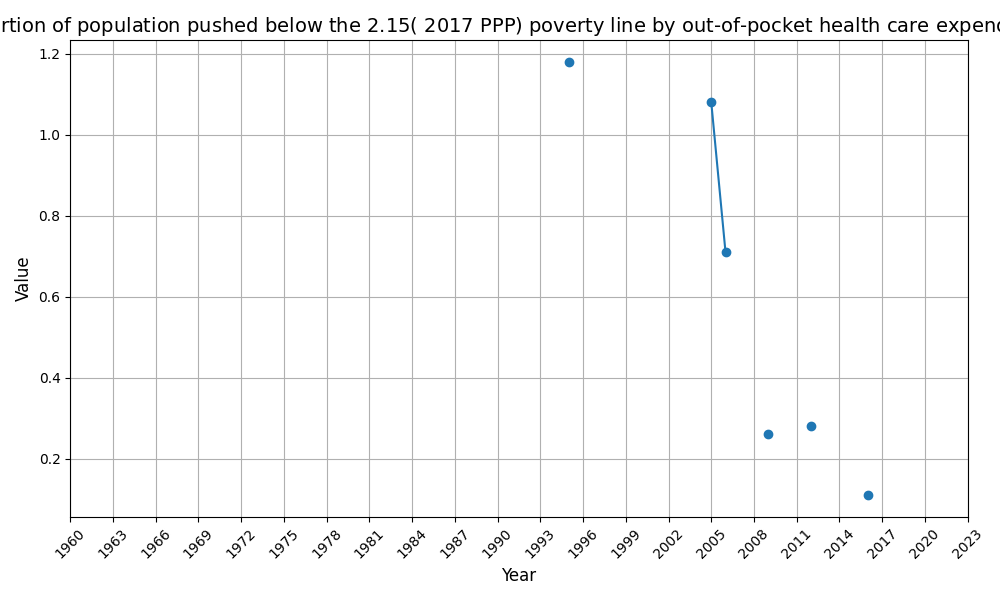 rtion of population pushed below the 2.15( 2017 PPP) poverty line by out-of-pocket health care expen
Value
1.2
1.0
0.8
0.6
0.4
0.2
1960 1963 1966 1969 1972 1975 1978 1981 1984 1987 1990 1993 1996 1999 2002 2005 2008 2011 2014 2017 2020 2023
Year